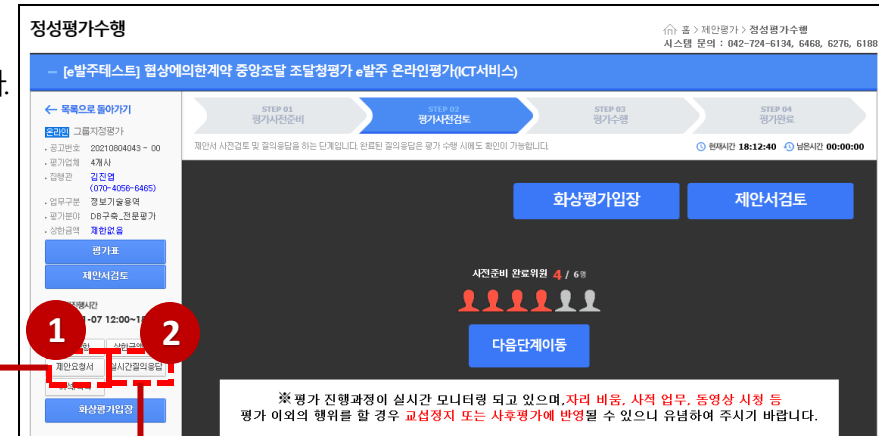 정성평가수행
홈 > 제안평가 > 정성평가수행
시스템 문의 : 042-724-6134, 6468, 6276, 6188
[e발주테스트] 협상에의한계약 중앙조달 조달청평가 e발주 온라인평가(ICT서비스)
← 목록으로 돌아가기
온라인 그룹지정평가
공고번호 20210804043 - 00
평가업체 4개사
집행관 김진엽
(070-4056-6465)
업무구분 정보기술용역
평가분야 DB구축_전문평가
상한금액 제한없음
평가표
제안서검토
STEP 01
평가사전준비
STEP 02
평가사전검토
STEP 03
평가수행
STEP 04
평가완료
제안서 사전검토 및 질의응답을 하는 단계입니다. 완료된 질의응답은 평가 수행 시에도 확인이 가능합니다.
현재시간 18:12:40 남은시간 00:00:00
화상평가입장
제안서검토
사전준비 완료위원 4 / 6명
다음단계이동
-07 12:00~1
1
2
제안요청서
실시간질의응답
화상평가입장
※ 평가 진행과정이 실시간 모니터링 되고 있으며,자리 비움, 사적 업무, 동영상 시청 등
평가 이외의 행위를 할 경우 교섭정지 또는 사후평가에 반영될 수 있으니 유념하여 주시기 바랍니다.